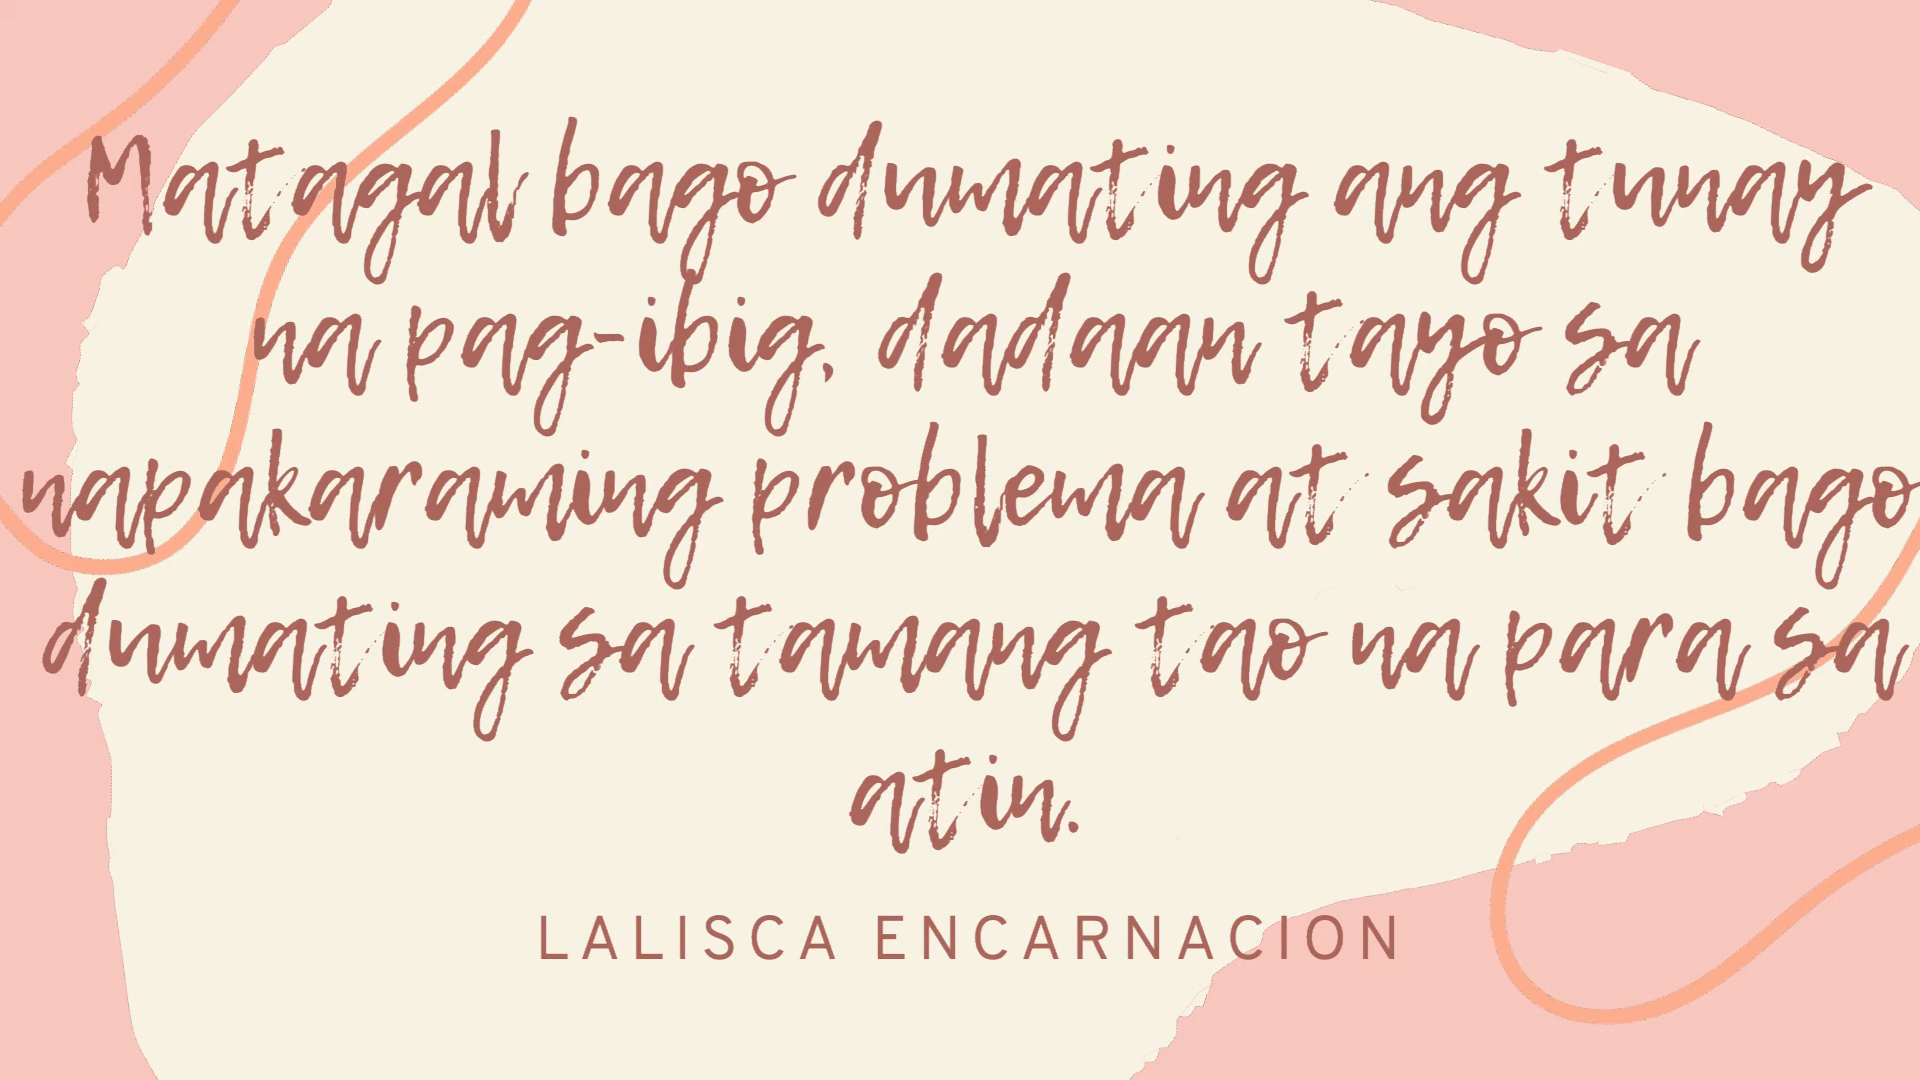 Matagal bago dumating ang tunay
na pag-ibig, dadaan tayo sa
napakaraming problema at sakit bago
dumating sa tamang tao na para sa
atin.
LALISCA ENCARNACION